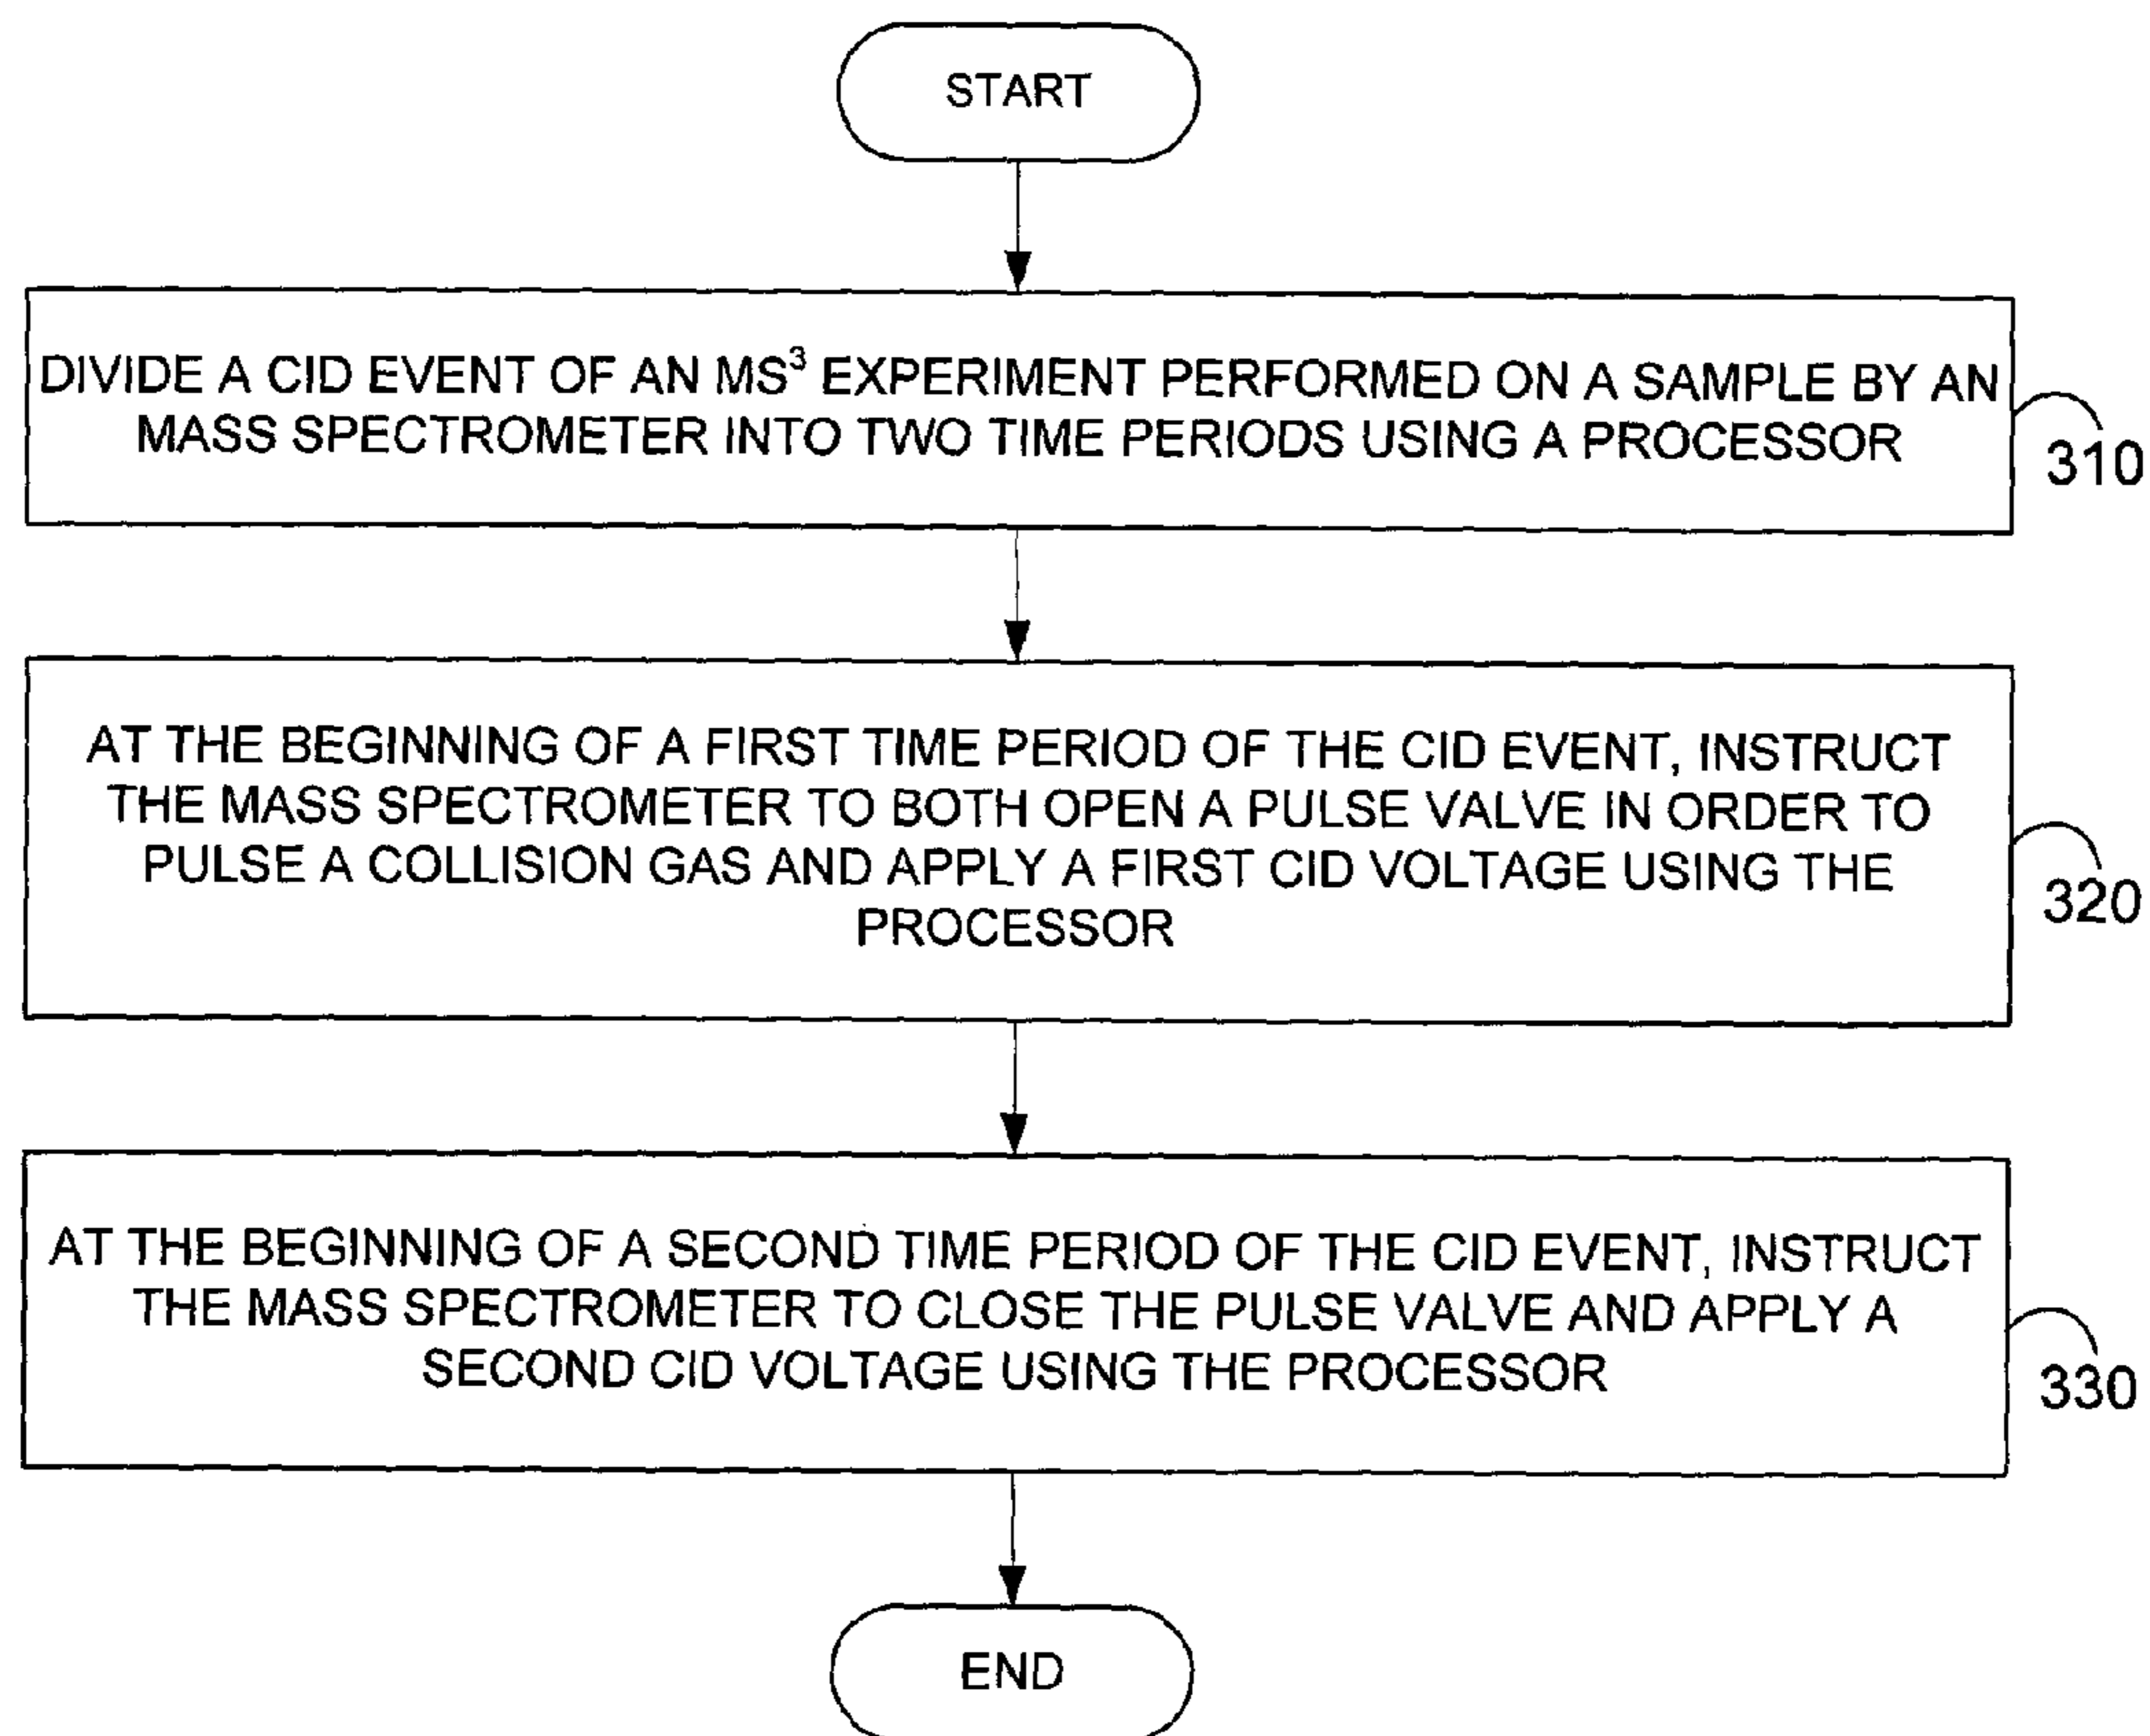 START
DIVIDE A CID EVENT OF AN MS³ EXPERIMENT PERFORMED ON A SAMPLE BY AN
MASS SPECTROMETER INTO TWO TIME PERIODS USING A PROCESSOR
310
AT THE BEGINNING OF A FIRST TIME PERIOD OF THE CID EVENT, INSTRUCT
THE MASS SPECTROMETER TO BOTH OPEN A PULSE VALVE IN ORDER TO
PULSE A COLLISION GAS AND APPLY A FIRST CID VOLTAGE USING THE
PROCESSOR
320
AT THE BEGINNING OF A SECOND TIME PERIOD OF THE CID EVENT, INSTRUCT
THE MASS SPECTROMETER TO CLOSE THE PULSE VALVE AND APPLY A
SECOND CID VOLTAGE USING THE PROCESSOR
330
END